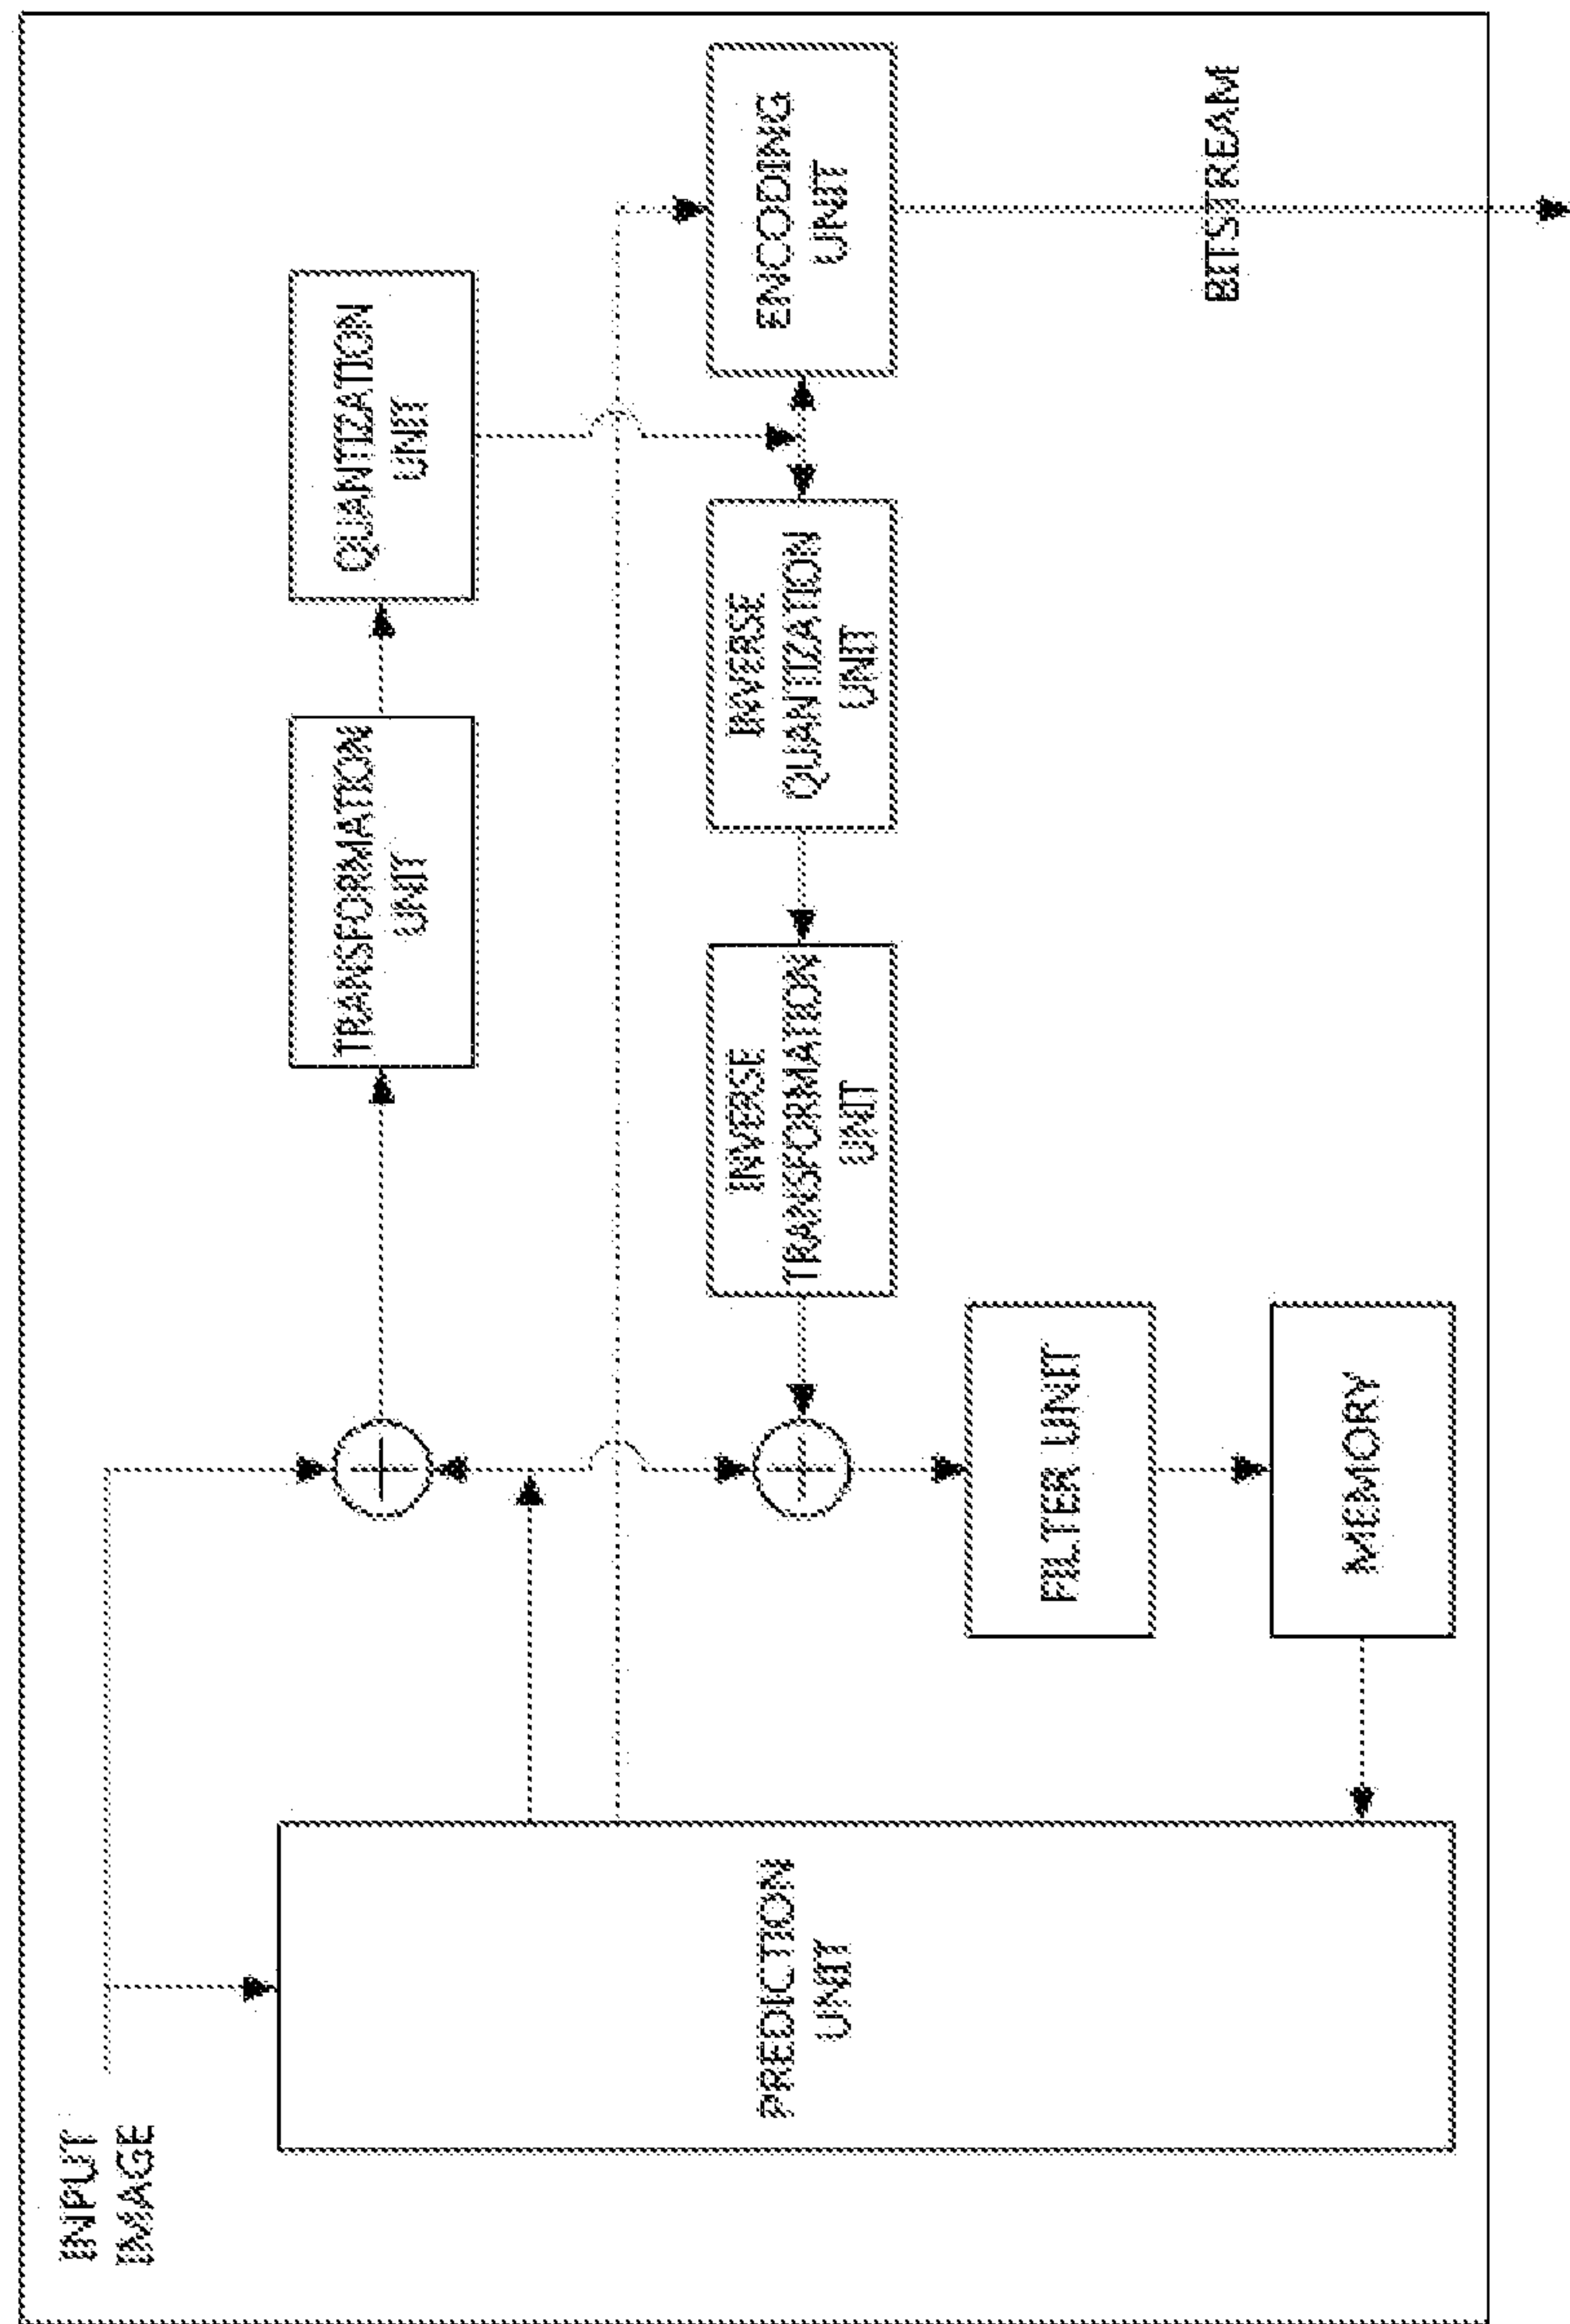 INPUT
IMAGE
TRANSFORMATION
UNIT
QUANTIZATION
UNIT
PREDICTION
UNIT
INVERSE
TRANSFORMATION
UNIT
INVERSE
QUANTIZATION
UNIT
ENCODING
UNIT
FILTER UNIT
MEMORY
BITSTREAM